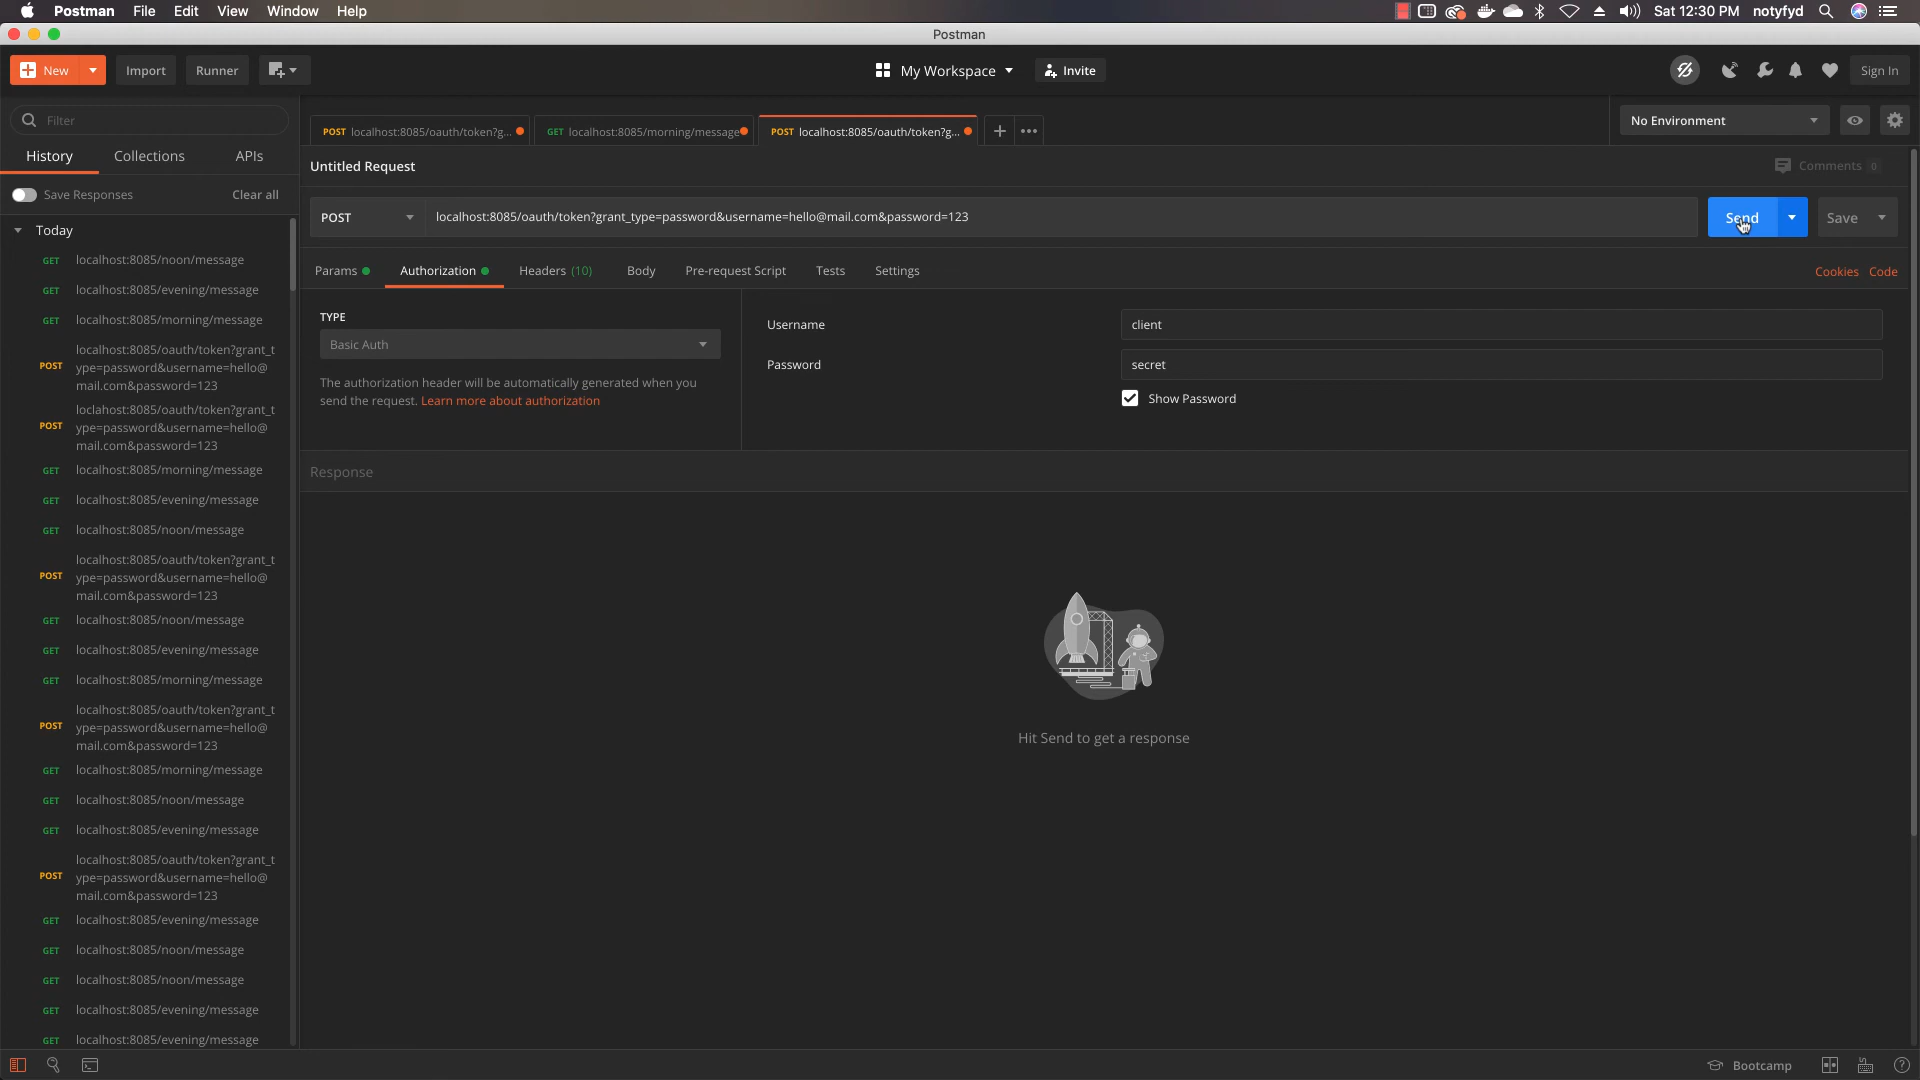 Postman File Edit View Window Help
Sat 12:30 PM notyfyd
Postman
New Import Runner
My Workspace Invite
Sign In
Filter
History Collections APIs
Save Responses Clear all
Today
GET localhost:8085/noon/message
GET localhost:8085/evening/message
GET localhost:8085/morning/message
POST localhost:8085/oauth/token?grant_t
ype=password&username=hello@
mail.com&password=123
POST loclahost:8085/oauth/token?grant_t
ype=password&username=hello@
mail.com&password=123
GET localhost:8085/morning/message
GET localhost:8085/evening/message
GET localhost:8085/noon/message
POST localhost:8085/oauth/token?grant_t
ype=password&username=hello@
mail.com&password=123
GET localhost:8085/noon/message
GET localhost:8085/evening/message
GET localhost:8085/morning/message
POST localhost:8085/oauth/token?grant_t
ype=password&username=hello@
mail.com&password=123
GET localhost:8085/morning/message
GET localhost:8085/noon/message
GET localhost:8085/evening/message
POST localhost:8085/oauth/token?grant_t
ype=password&username=hello@
mail.com&password=123
GET localhost:8085/evening/message
GET localhost:8085/noon/message
GET localhost:8085/noon/message
GET localhost:8085/evening/message
GET localhost:8085/evening/message
POST localhost:8085/oauth/token?g...
GET localhost:8085/morning/message
POST localhost:8085/oauth/token?g...
No Environment
Untitled Request
Comments 0
POST localhost:8085/oauth/token?grant_type=password&username=hello@mail.com&password=123
Send Save
Params Authorization Headers (10) Body Pre-request Script Tests Settings
Cookies Code
TYPE
Basic Auth
The authorization header will be automatically generated when you
send the request. Learn more about authorization
Username client
Password secret
Show Password
Response
Hit Send to get a response
Bootcamp